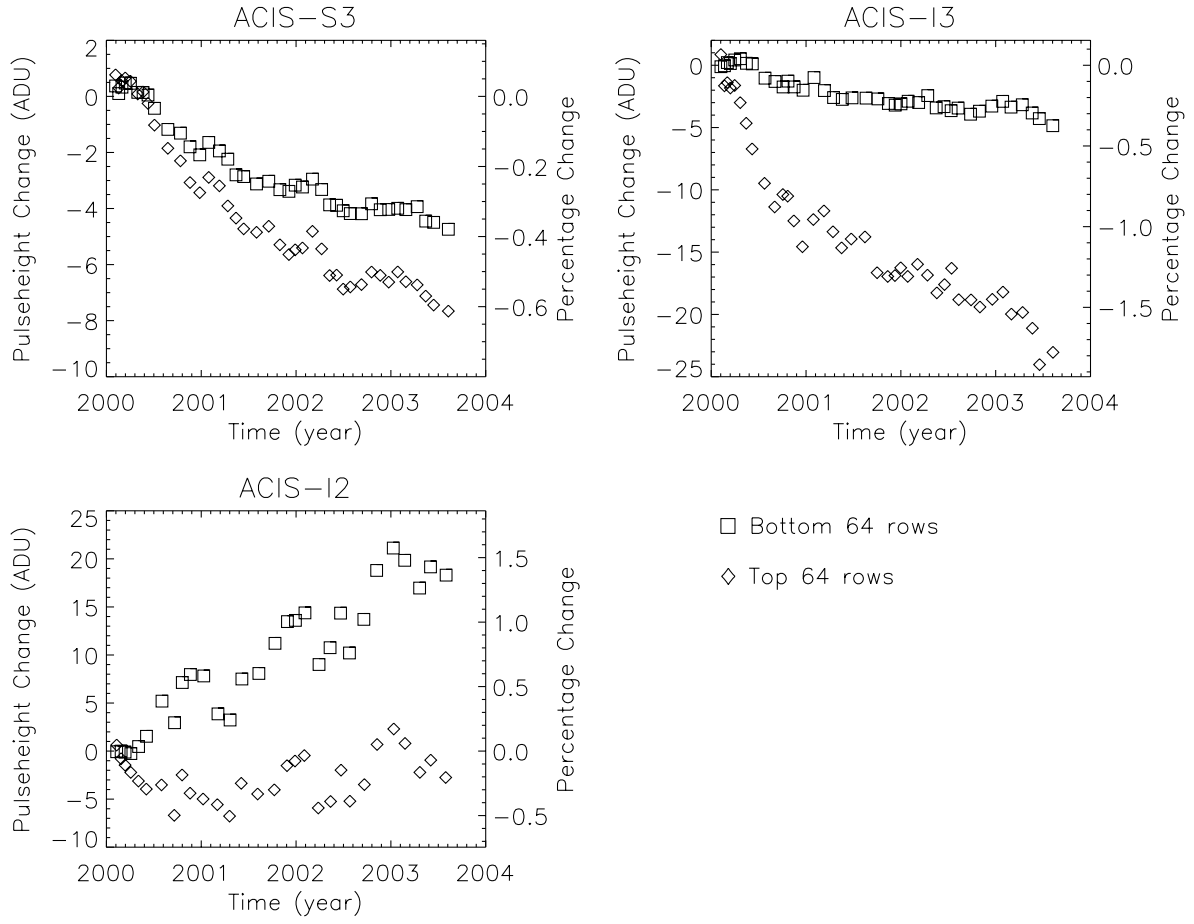 ACIS-S3
Pulseheight Change (ADU)
2
0
-2
-4
-6
-8
-10
0.0
-0.2
-0.4
-0.6
Percentage Change
2000 2001 2002 2003 2004
Time (year)
ACIS-I3
Pulseheight Change (ADU)
0
-5
-10
-15
-20
-25
0.0
-0.5
-1.0
-1.5
Percentage Change
2000 2001 2002 2003 2004
Time (year)
ACIS-I2
Pulseheight Change (ADU)
25
20
15
10
5
0
-5
-10
1.5
1.0
0.5
0.0
-0.5
Percentage Change
2000 2001 2002 2003 2004
Time (year)
Bottom 64 rows
Top 64 rows